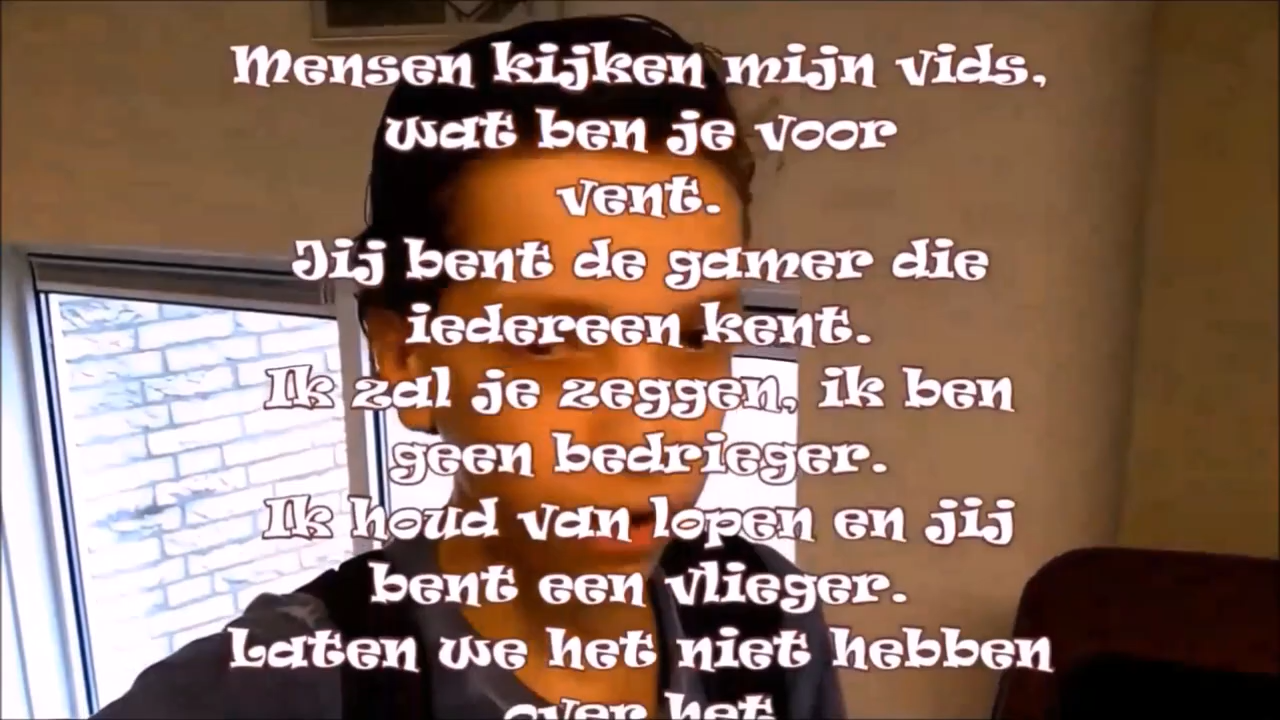 Mensen kijken mijn vids,
wat ben je voor
vent.
Jij bent de gamer die
iedereen kent.
Ik zal je zeggen, ik ben
geen bedrieger.
Ik houd van lopen en jij
bent een vlieger.
Laten we het niet hebben
over het